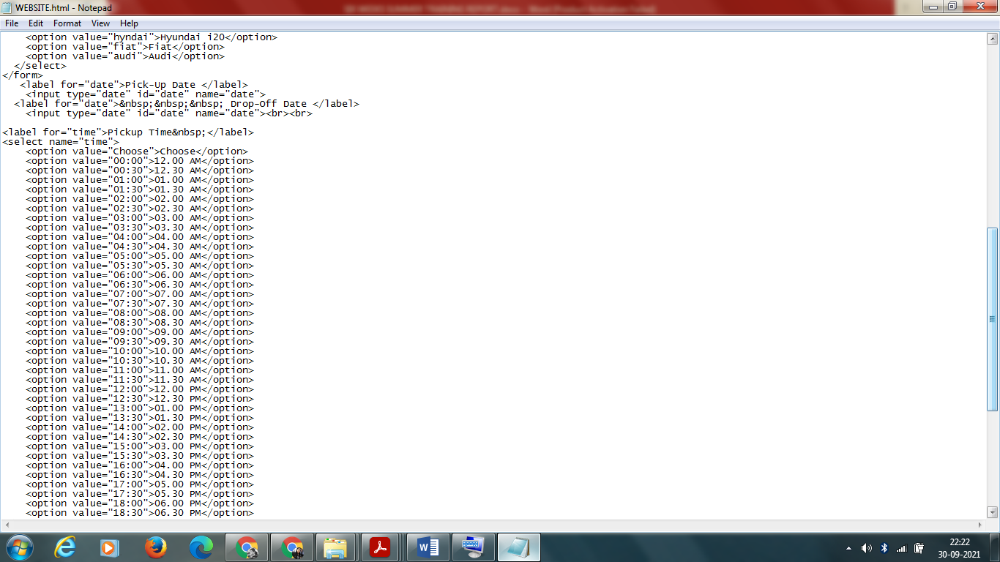 WEBSITE.html - Notepad
File Edit Format View Help
    <option value="hyndai">Hyundai i20</option>
    <option value="fiat">Fiat</option>
    <option value="audi">Audi</option>
  </select>
</form>
   <label for="date">Pick-Up Date </label>
    <input type="date" id="date" name="date">
  <label for="date">&nbsp;&nbsp;&nbsp; Drop-Off Date </label>
    <input type="date" id="date" name="date"><br><br>

<label for="time">Pickup Time&nbsp;</label>
<select name="time">
    <option value="Choose">Choose</option>
    <option value="00:00">12.00 AM</option>
    <option value="00:30">12.30 AM</option>
    <option value="01:00">01.00 AM</option>
    <option value="01:30">01.30 AM</option>
    <option value="02:00">02.00 AM</option>
    <option value="02:30">02.30 AM</option>
    <option value="03:00">03.00 AM</option>
    <option value="03:30">03.30 AM</option>
    <option value="04:00">04.00 AM</option>
    <option value="04:30">04.30 AM</option>
    <option value="05:00">05.00 AM</option>
    <option value="05:30">05.30 AM</option>
    <option value="06:00">06.00 AM</option>
    <option value="06:30">06.30 AM</option>
    <option value="07:00">07.00 AM</option>
    <option value="07:30">07.30 AM</option>
    <option value="08:00">08.00 AM</option>
    <option value="08:30">08.30 AM</option>
    <option value="09:00">09.00 AM</option>
    <option value="09:30">09.30 AM</option>
    <option value="10:00">10.00 AM</option>
    <option value="10:30">10.30 AM</option>
    <option value="11:00">11.00 AM</option>
    <option value="11:30">11.30 AM</option>
    <option value="12:00">12.00 PM</option>
    <option value="12:30">12.30 PM</option>
    <option value="13:00">01.00 PM</option>
    <option value="13:30">01.30 PM</option>
    <option value="14:00">02.00 PM</option>
    <option value="14:30">02.30 PM</option>
    <option value="15:00">03.00 PM</option>
    <option value="15:30">03.30 PM</option>
    <option value="16:00">04.00 PM</option>
    <option value="16:30">04.30 PM</option>
    <option value="17:00">05.00 PM</option>
    <option value="17:30">05.30 PM</option>
    <option value="18:00">06.00 PM</option>
    <option value="18:30">06.30 PM</option>
22:22
30-09-2021